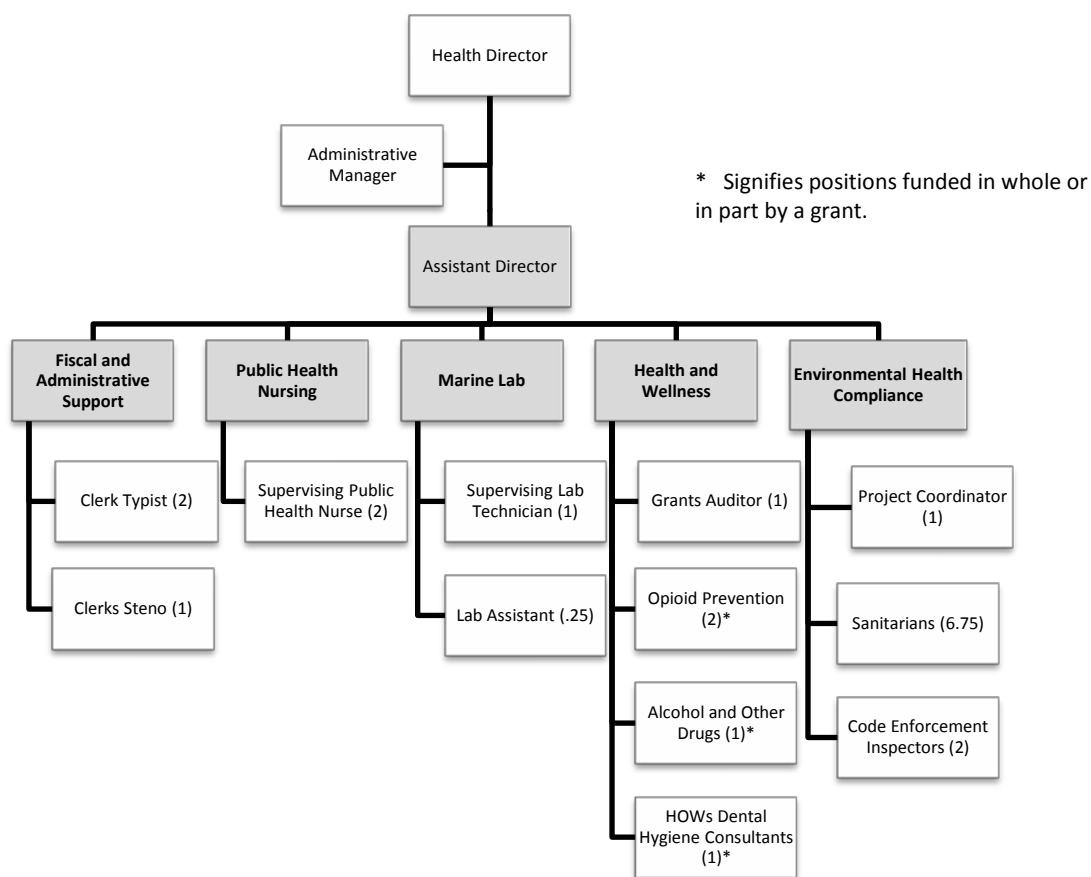 Health Director
Administrative
Manager
* Signifies positions funded in whole or
in part by a grant.
Assistant Director
Fiscal and
Administrative
Support
Public Health
Nursing
Marine Lab
Health and
Wellness
Environmental Health
Compliance
Clerk Typist (2)
Clerks Steno (1)
Supervising Public
Health Nurse (2)
Supervising Lab
Technician (1)
Lab Assistant (.25)
Grants Auditor (1)
Opioid Prevention
(2)*
Alcohol and Other
Drugs (1)*
HOWs Dental
Hygiene Consultants
(1)*
Project Coordinator
(1)
Sanitarians (6.75)
Code Enforcement
Inspectors (2)